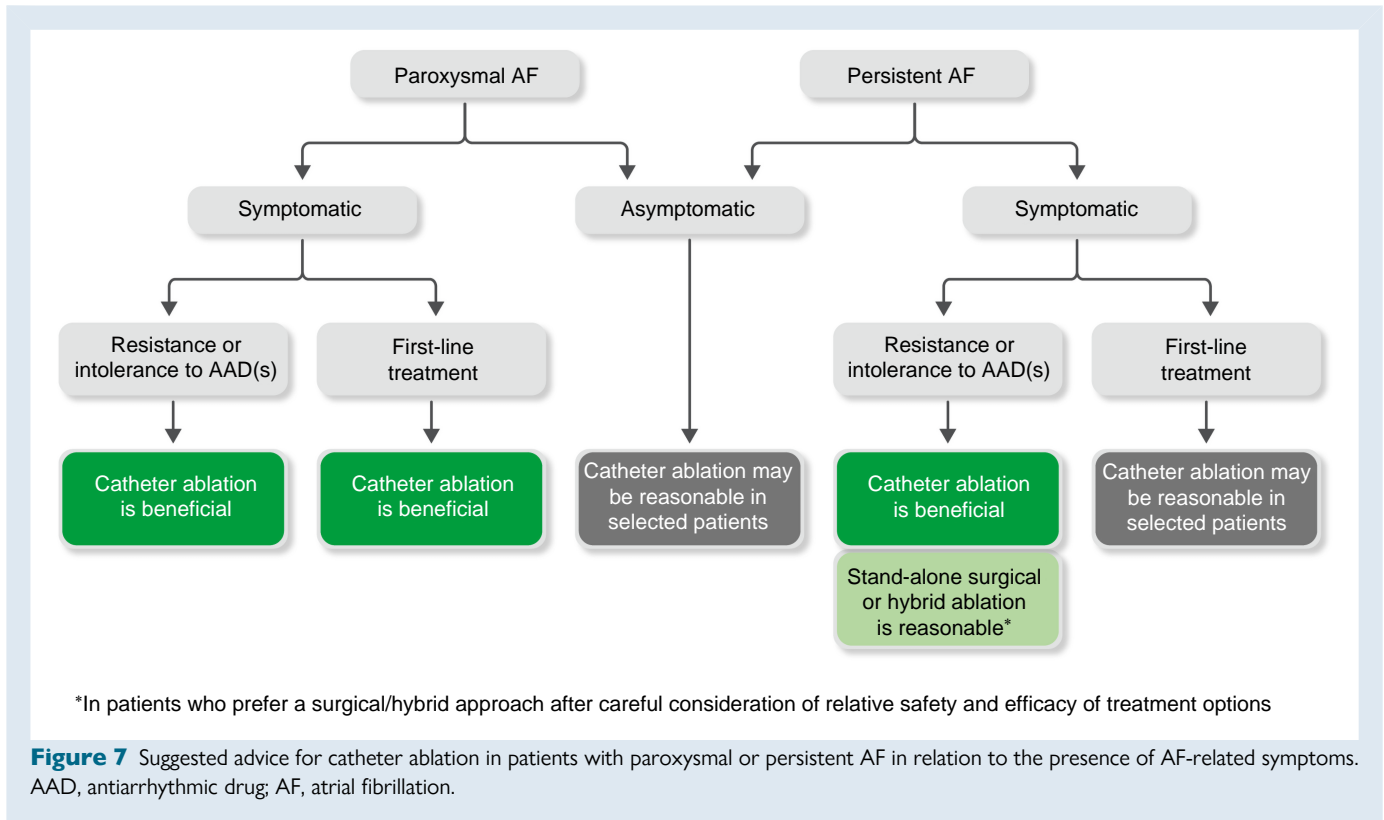 Paroxysmal AF
Persistent AF
Symptomatic
Asymptomatic
Symptomatic
Resistance or
intolerance to AAD(s)
First-line
treatment
Resistance or
intolerance to AAD(s)
First-line
treatment
Catheter ablation
is beneficial
Catheter ablation
is beneficial
Catheter ablation may
be reasonable in
selected patients
Catheter ablation
is beneficial
Catheter ablation may
be reasonable in
selected patients
Stand-alone surgical
or hybrid ablation
is reasonable*
*In patients who prefer a surgical/hybrid approach after careful consideration of relative safety and efficacy of treatment options
Figure 7 Suggested advice for catheter ablation in patients with paroxysmal or persistent AF in relation to the presence of AF-related symptoms.
AAD, antiarrhythmic drug; AF, atrial fibrillation.